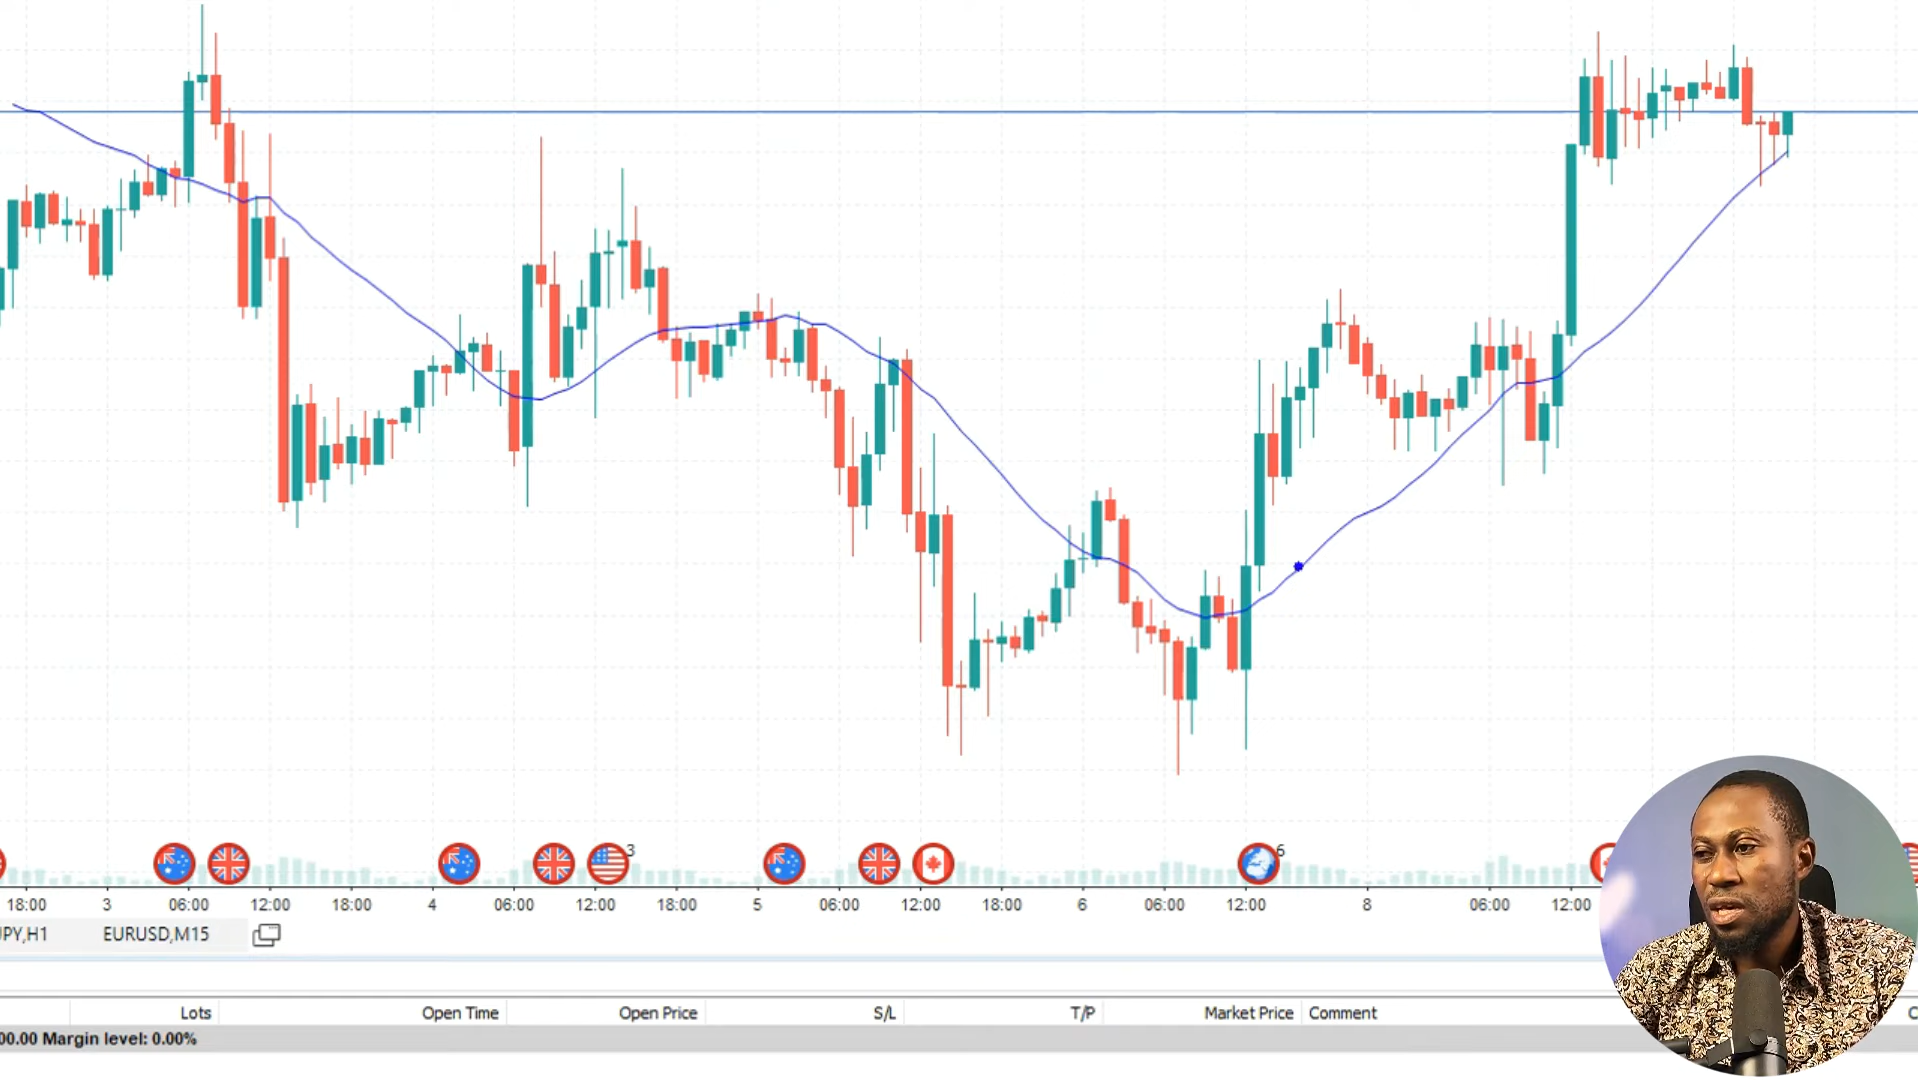 3
6
18:00 3 06:00 12:00 18:00 4 06:00 12:00 18:00 5 06:00 12:00 18:00 6 06:00 12:00 8 06:00 12:00
PY,H1 EURUSD,M15
Lots Open Time Open Price S/L T/P Market Price Comment C
00.00 Margin level: 0.00%